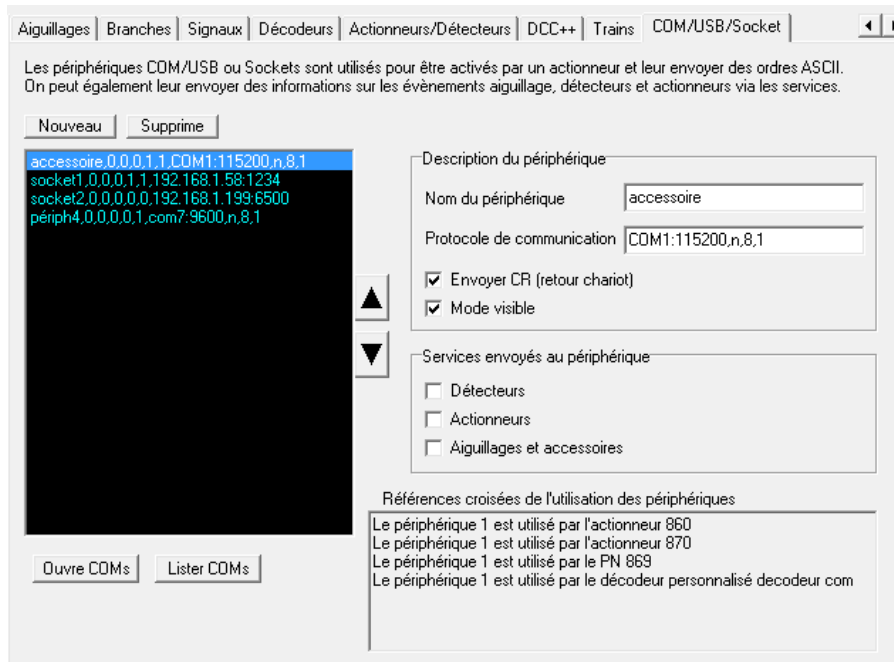 Aiguillages Branches Signaux Décodeurs Actionneurs/Détecteurs DCC++ Trains COM/USB/Socket
Les périphériques COM/USB ou Sockets sont utilisés pour être activés par un actionneur et leur envoyer des ordres ASCII.
On peut également leur envoyer des informations sur les évènements aiguillage, détecteurs et actionneurs via les services.
Nouveau Supprime
accessoire,0,0,0,1,1,COM1:115200,n,8,1
socket1,0,0,0,1,1,192.168.1.58:1234
socket2,0,0,0,0,0,192.168.1.199:6500
périph4,0,0,0,0,1,com7:9600,n,8,1
Ouvre COMs Lister COMs
Description du périphérique
Nom du périphérique accessoire
Protocole de communication COM1:115200,n,8,1
Envoyer CR (retour chariot)
Mode visible
Services envoyés au périphérique
Détecteurs
Actionneurs
Aiguillages et accessoires
Références croisées de l'utilisation des périphériques
Le périphérique 1 est utilisé par l'actionneur 860
Le périphérique 1 est utilisé par l'actionneur 870
Le périphérique 1 est utilisé par le PN 869
Le périphérique 1 est utilisé par le décodeur personnalisé decodeur com